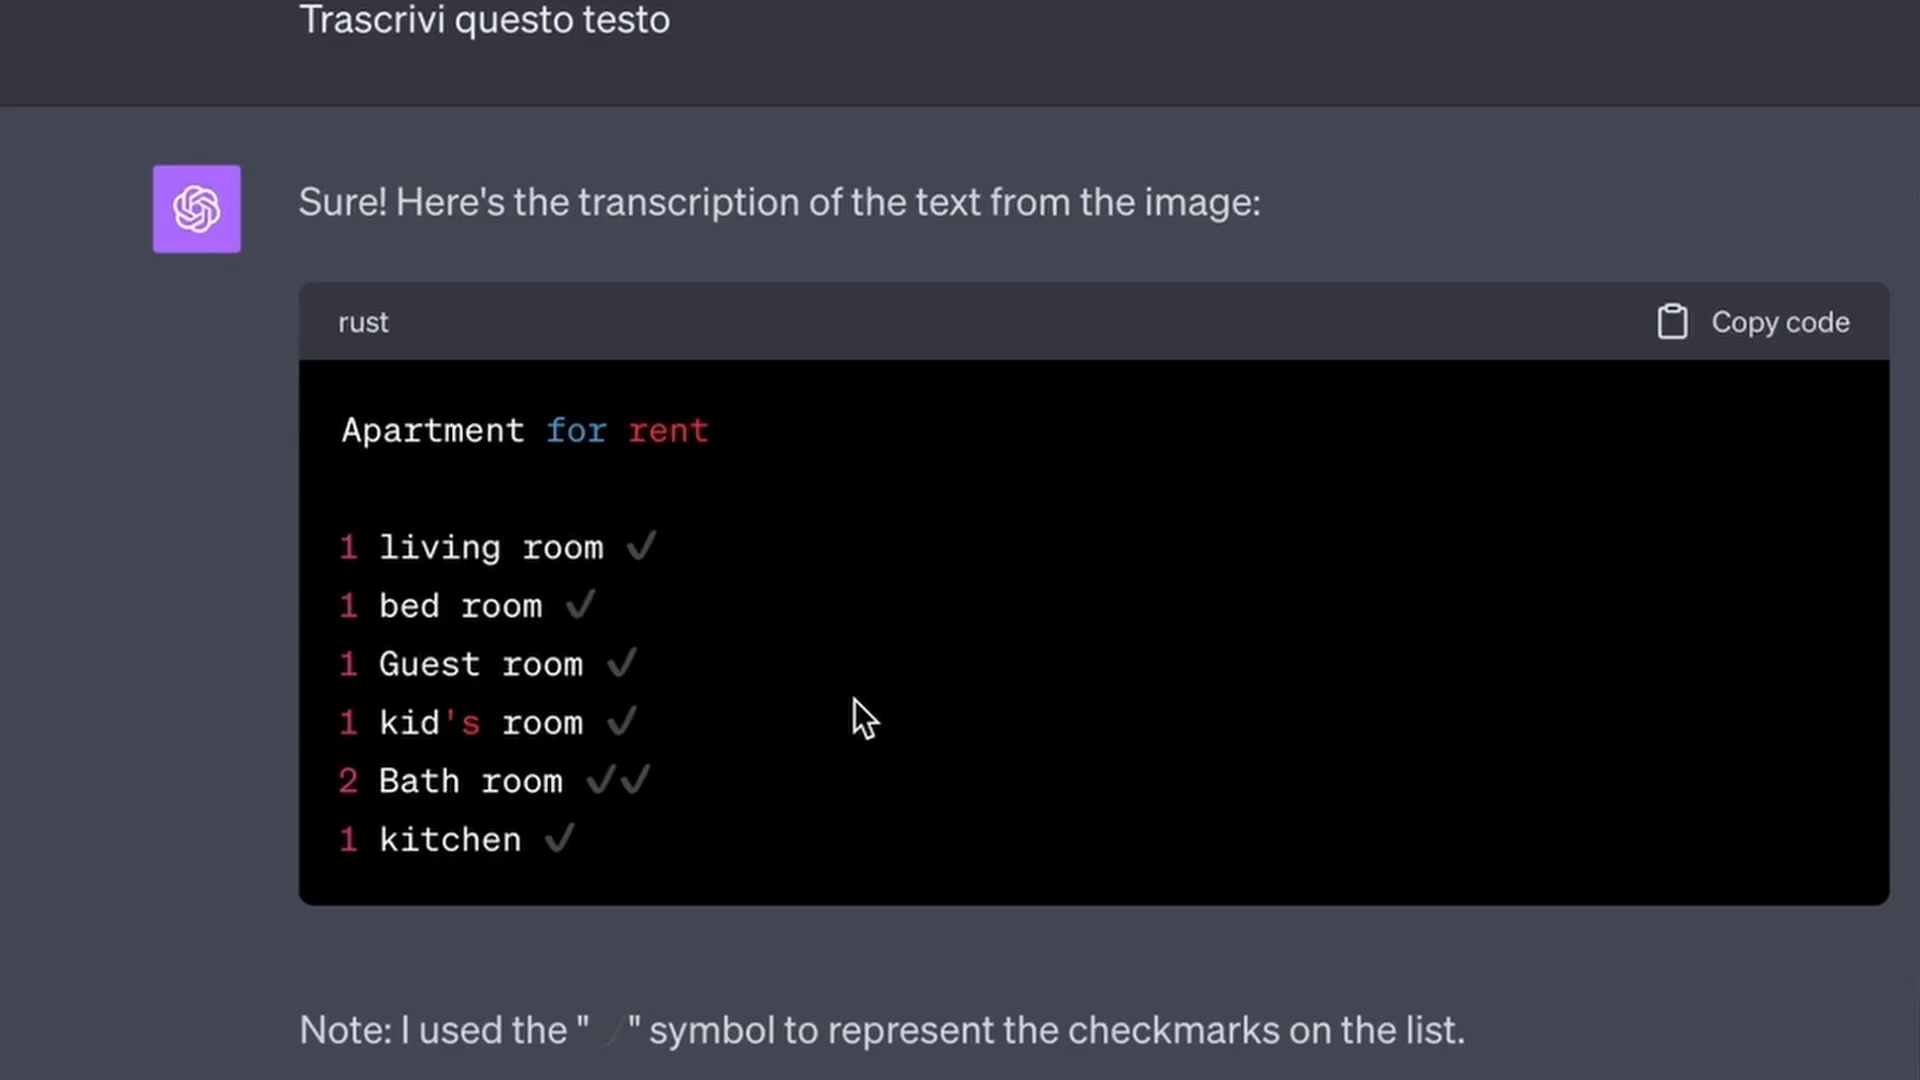 Trascrivi questo testo
Sure! Here's the transcription of the text from the image:
rust Copy code
Apartment for rent
1 living room ✓
1 bed room ✓
1 Guest room ✓
1 kid's room ✓
2 Bath room ✓✓
1 kitchen ✓
Note: I used the "✓" symbol to represent the checkmarks on the list.